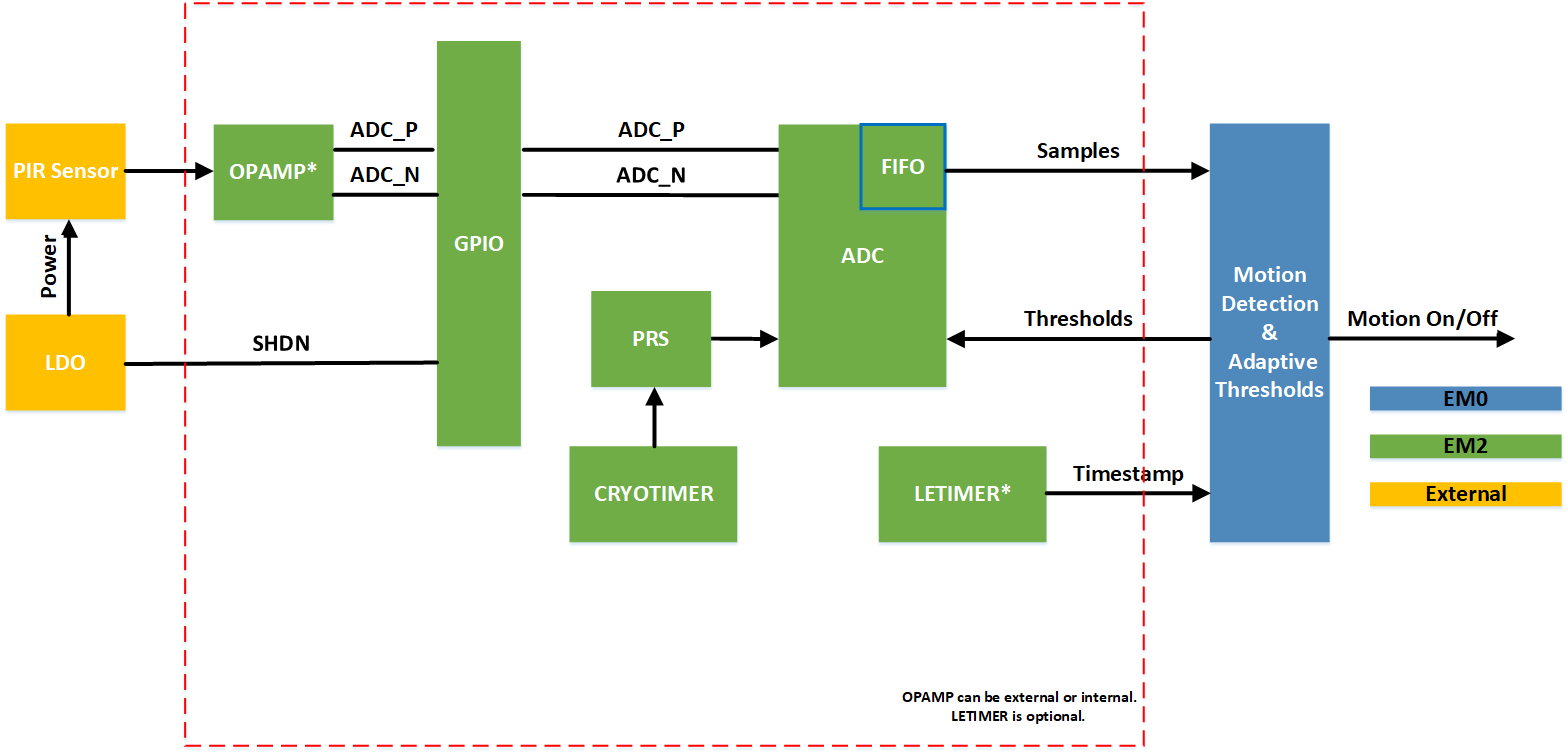 PIR Sensor
Power
LDO
SHDN
OPAMP*
ADC_P
ADC_N
GPIO
ADC_P
ADC_N
FIFO
ADC
PRS
CRYOTIMER
LETIMER*
Samples
Thresholds
Timestamp
Motion
Detection
&
Adaptive
Thresholds
Motion On/Off
EM0
EM2
External
OPAMP can be external or internal.
LETIMER is optional.